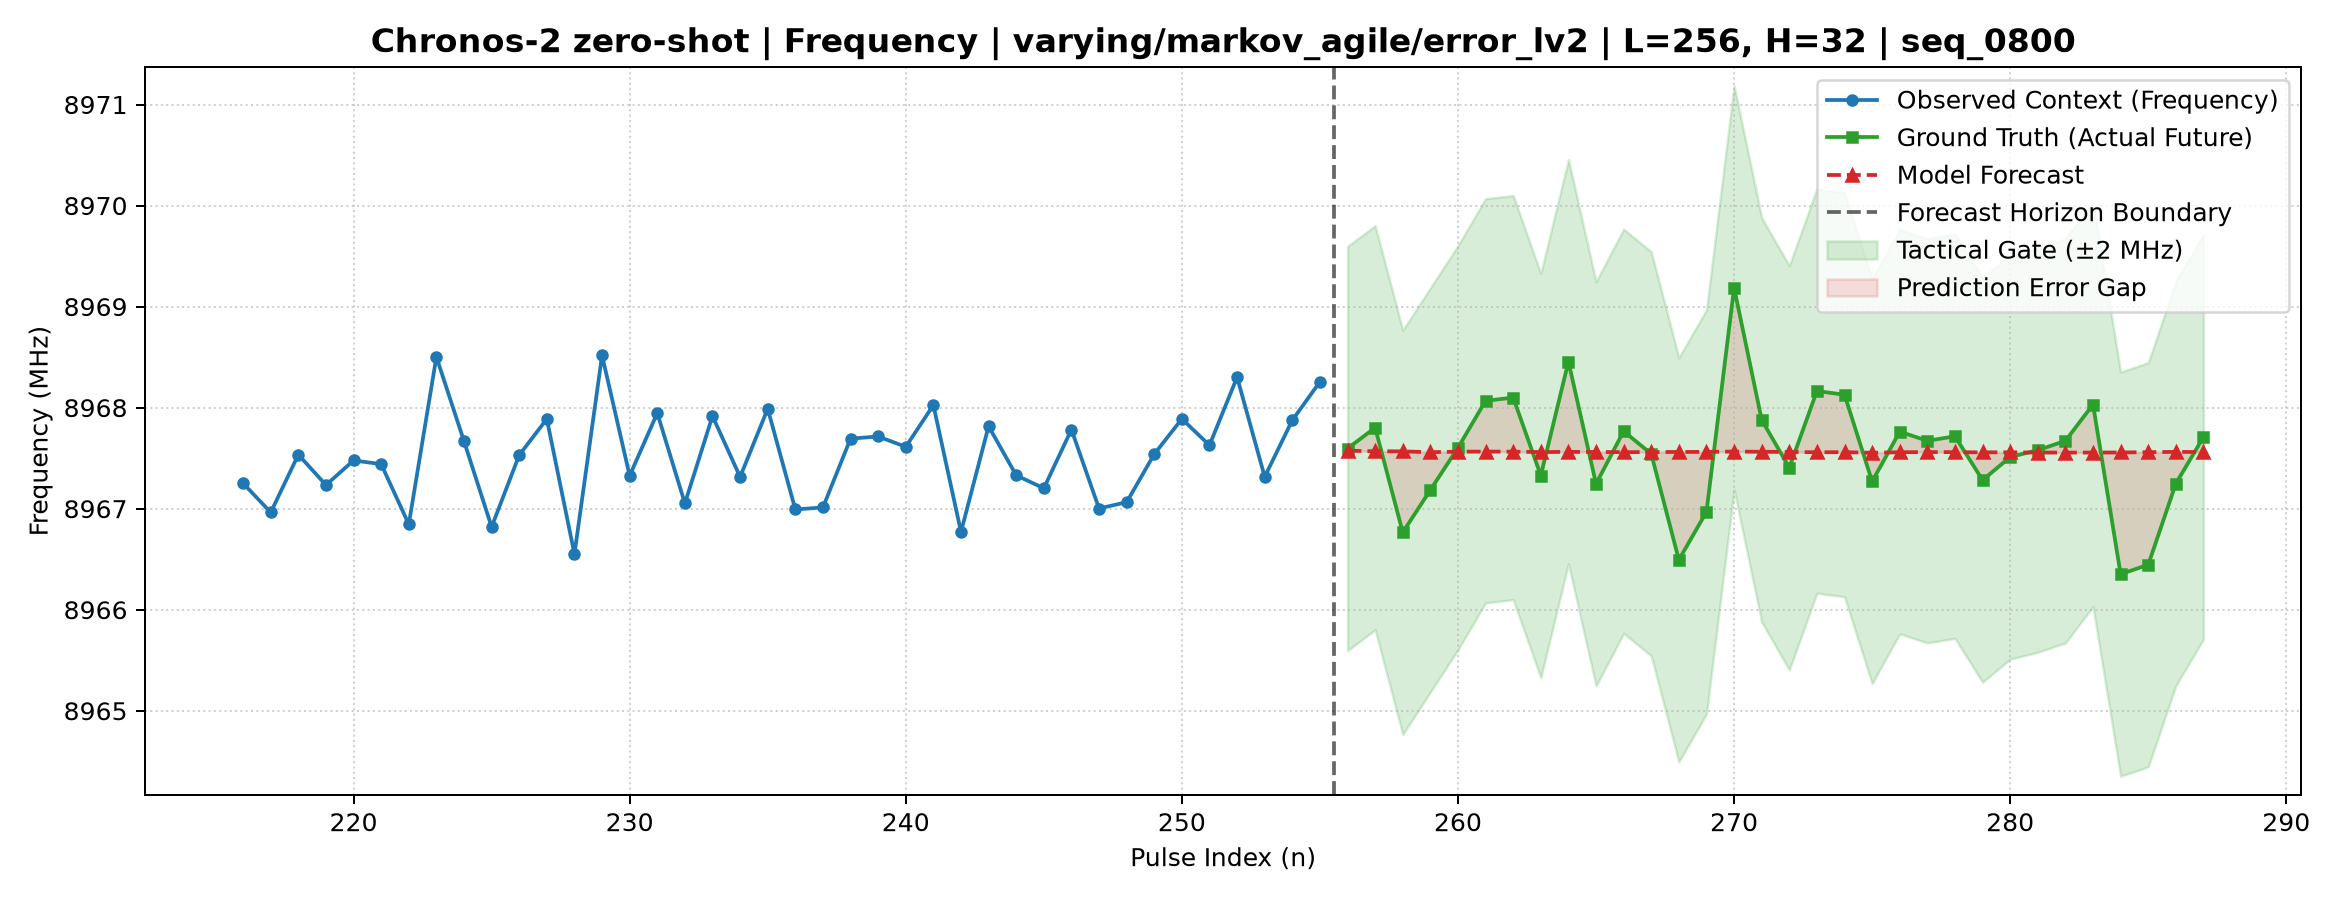 Chronos-2 zero-shot | Frequency | varying/markov_agile/error_lv2 | L=256, H=32 | seq_0800
Frequency (MHz)
8971
8970
8969
8968
8967
8966
8965
Observed Context (Frequency)
Ground Truth (Actual Future)
Model Forecast
Forecast Horizon Boundary
Tactical Gate (±2 MHz)
Prediction Error Gap
220 230 240 250 260 270 280 290
Pulse Index (n)